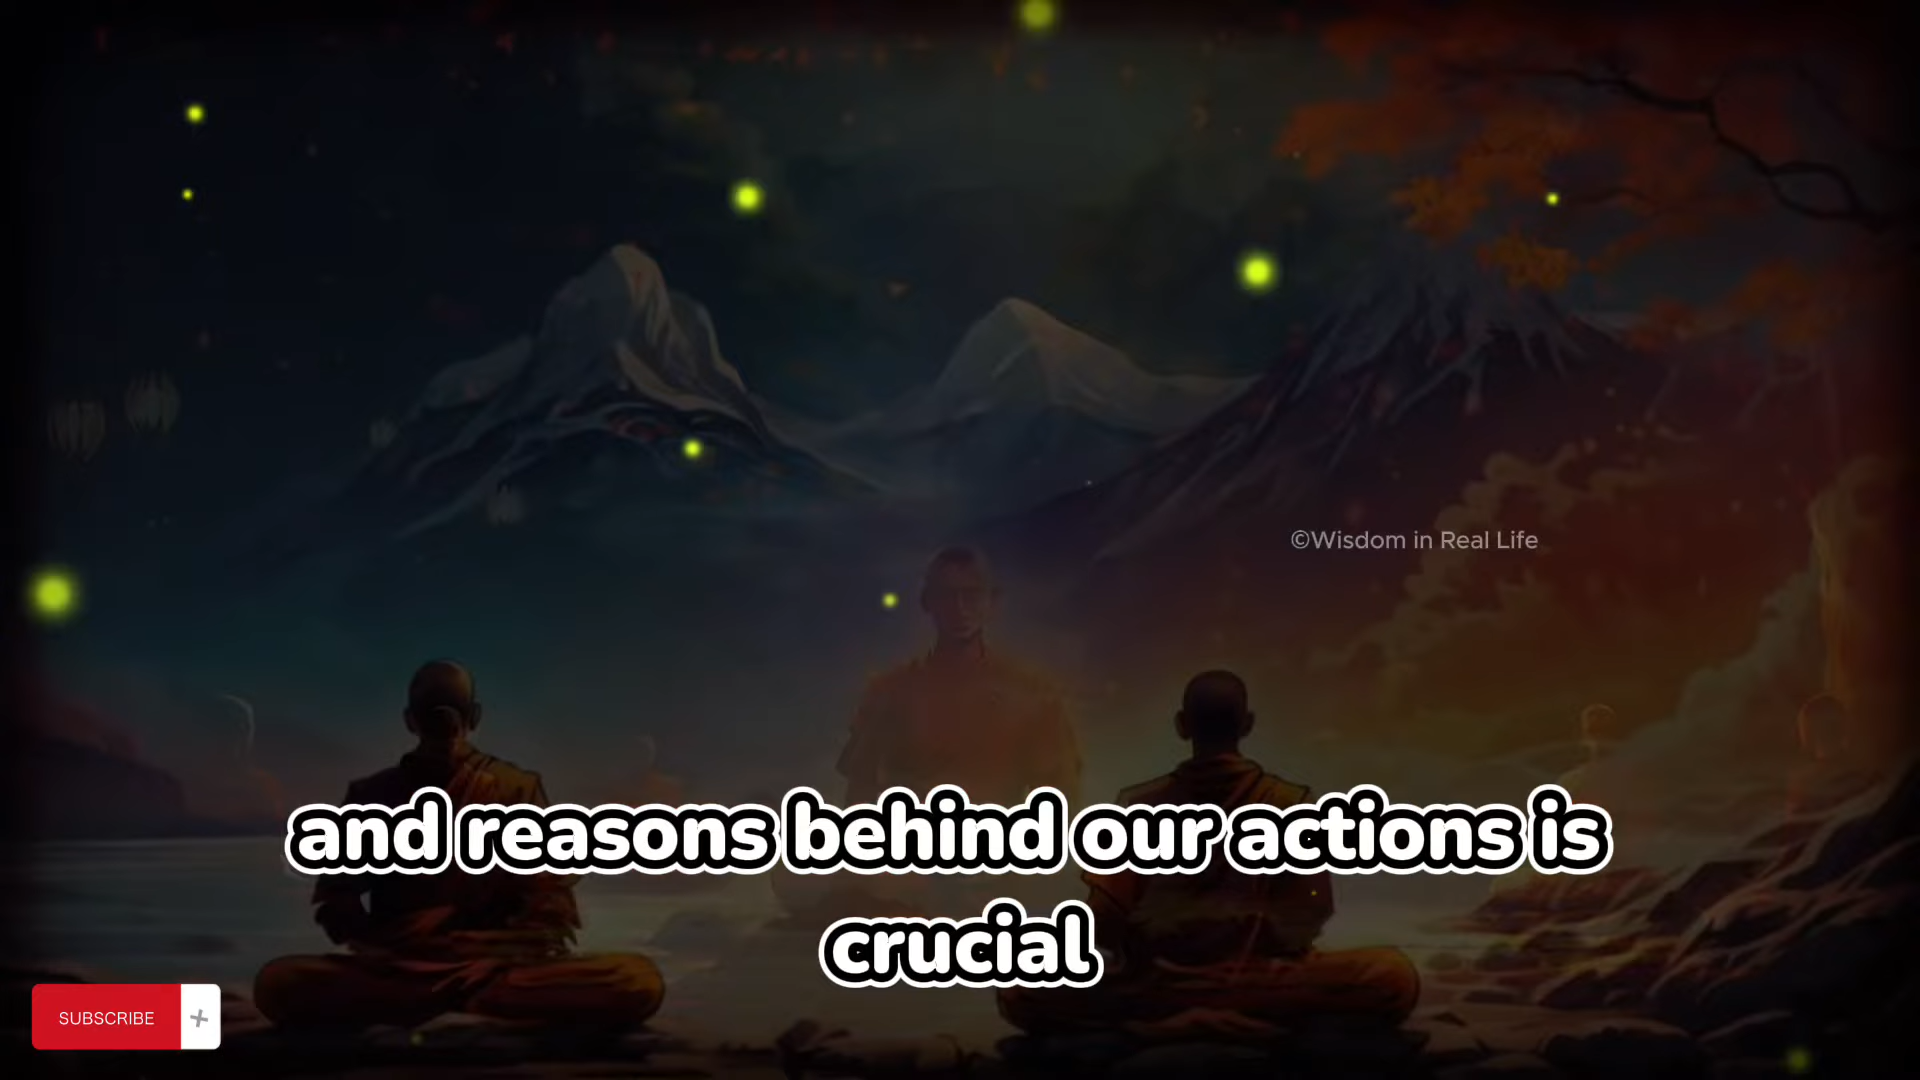 ©Wisdom in Real Life
and reasons behind our actions is
crucial
SUBSCRIBE +